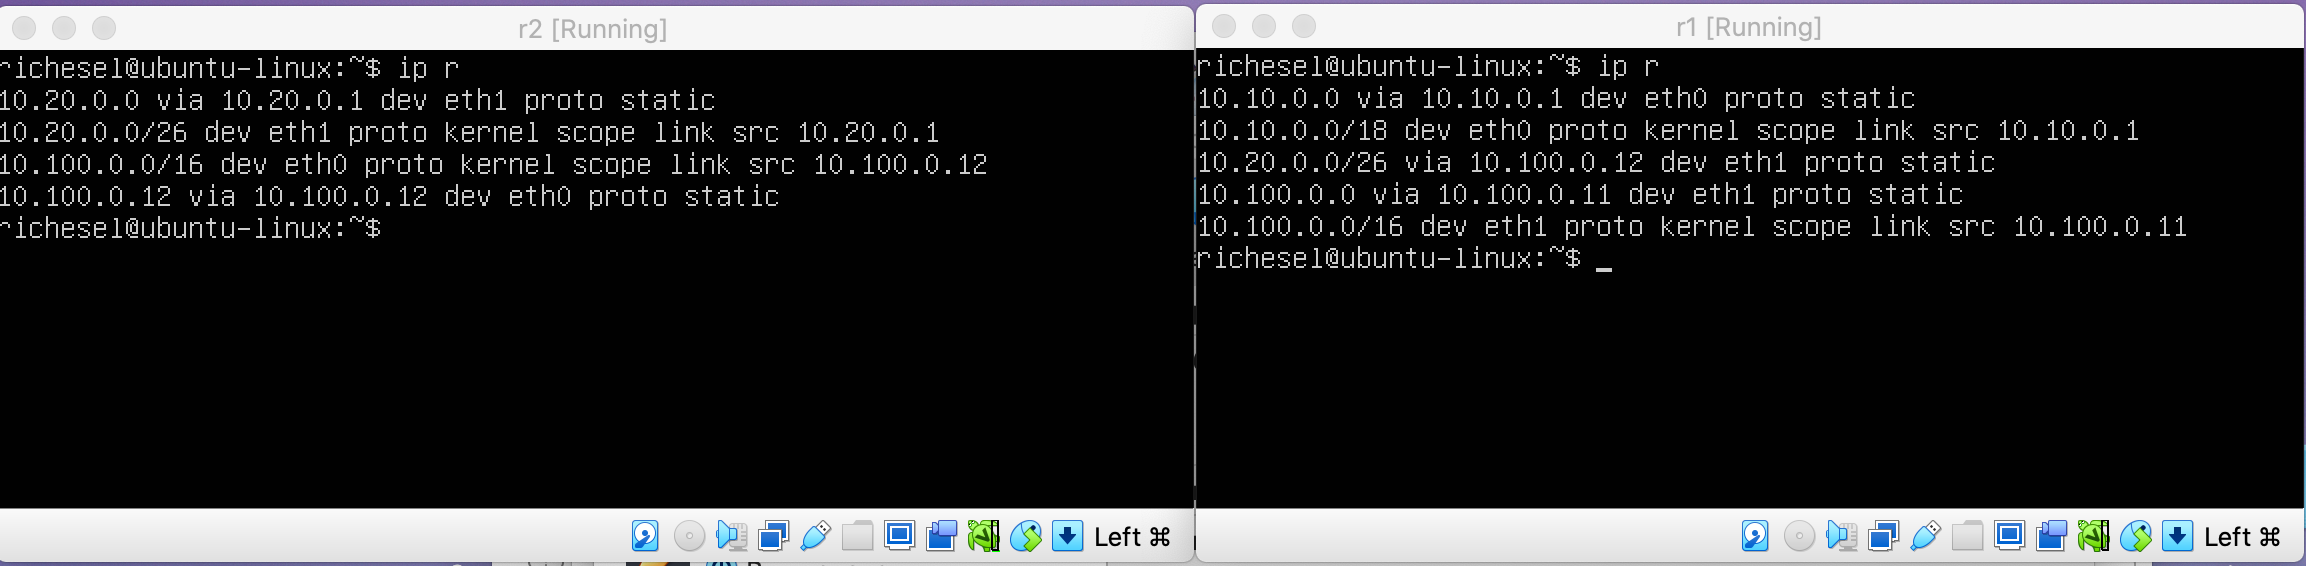 r2 [Running]
richesel@ubuntu-linux:~$ ip r
10.20.0.0 via 10.20.0.1 dev eth1 proto static
10.20.0.0/26 dev eth1 proto kernel scope link src 10.20.0.1
10.100.0.0/16 dev eth0 proto kernel scope link src 10.100.0.12
10.100.0.12 via 10.100.0.12 dev eth0 proto static
richesel@ubuntu-linux:~$
Left ⌘
r1 [Running]
richesel@ubuntu-linux:~$ ip r
10.10.0.0 via 10.10.0.1 dev eth0 proto static
10.10.0.0/18 dev eth0 proto kernel scope link src 10.10.0.1
10.20.0.0/26 via 10.100.0.12 dev eth1 proto static
10.100.0.0 via 10.100.0.11 dev eth1 proto static
10.100.0.0/16 dev eth1 proto kernel scope link src 10.100.0.11
richesel@ubuntu-linux:~$ _
Left ⌘